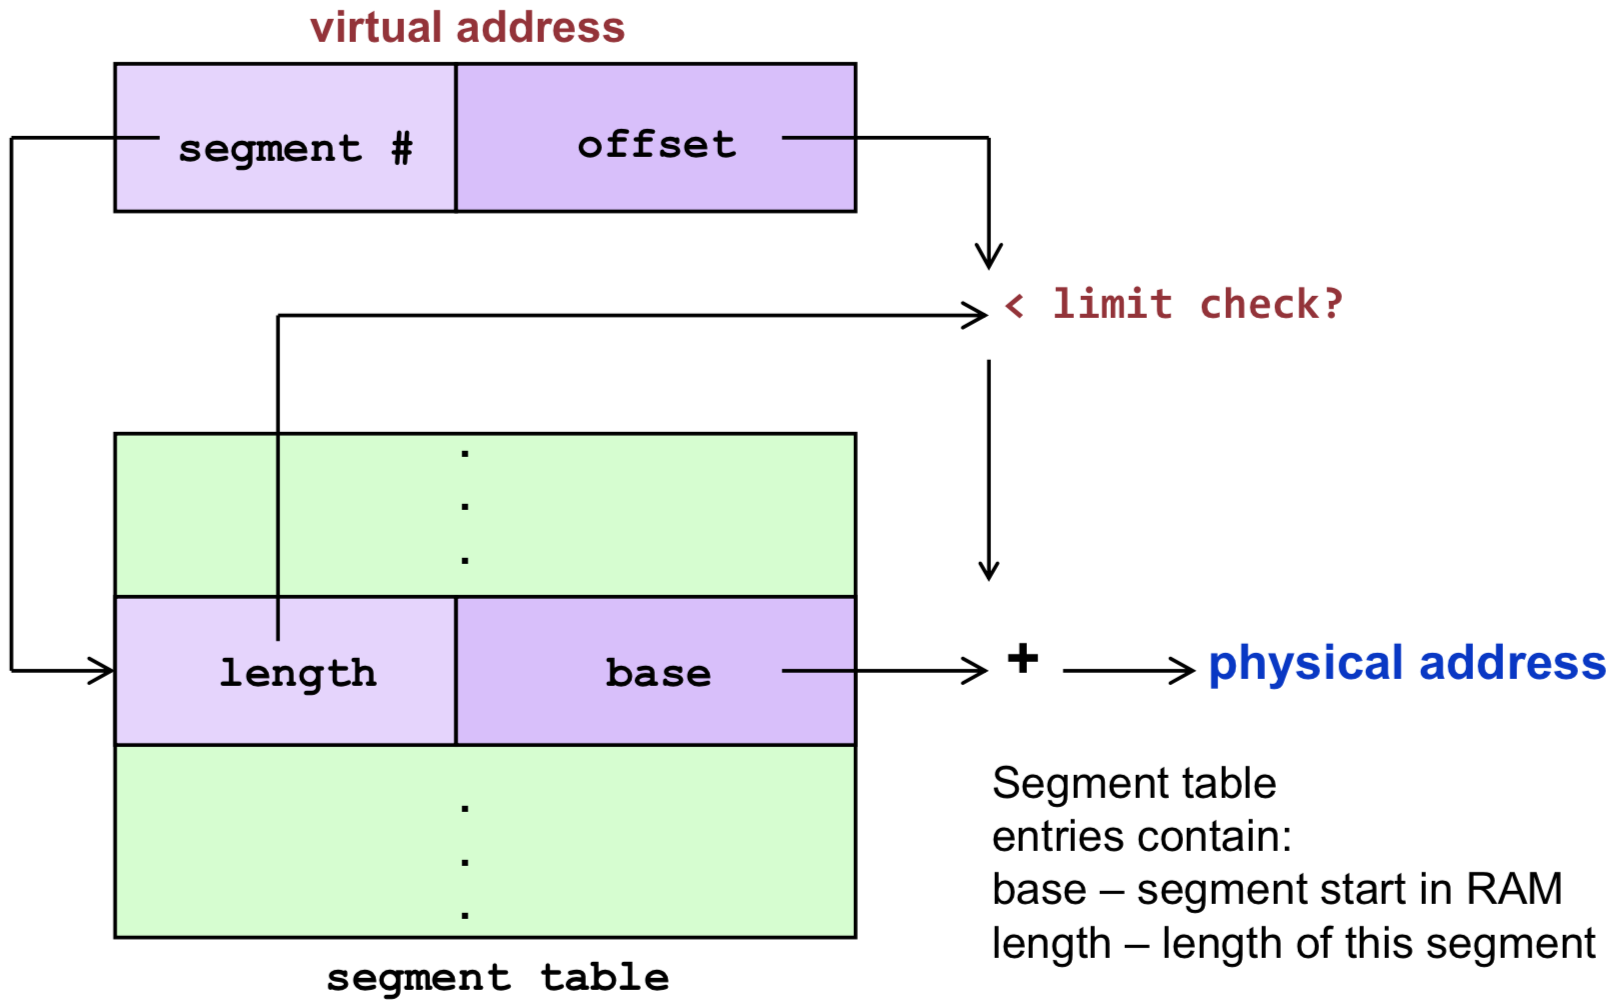 virtual address
segment #
offset
< limit check?
.
.
.
length
base
+
physical address
.
.
.
Segment table
entries contain:
base – segment start in RAM
length – length of this segment
segment table